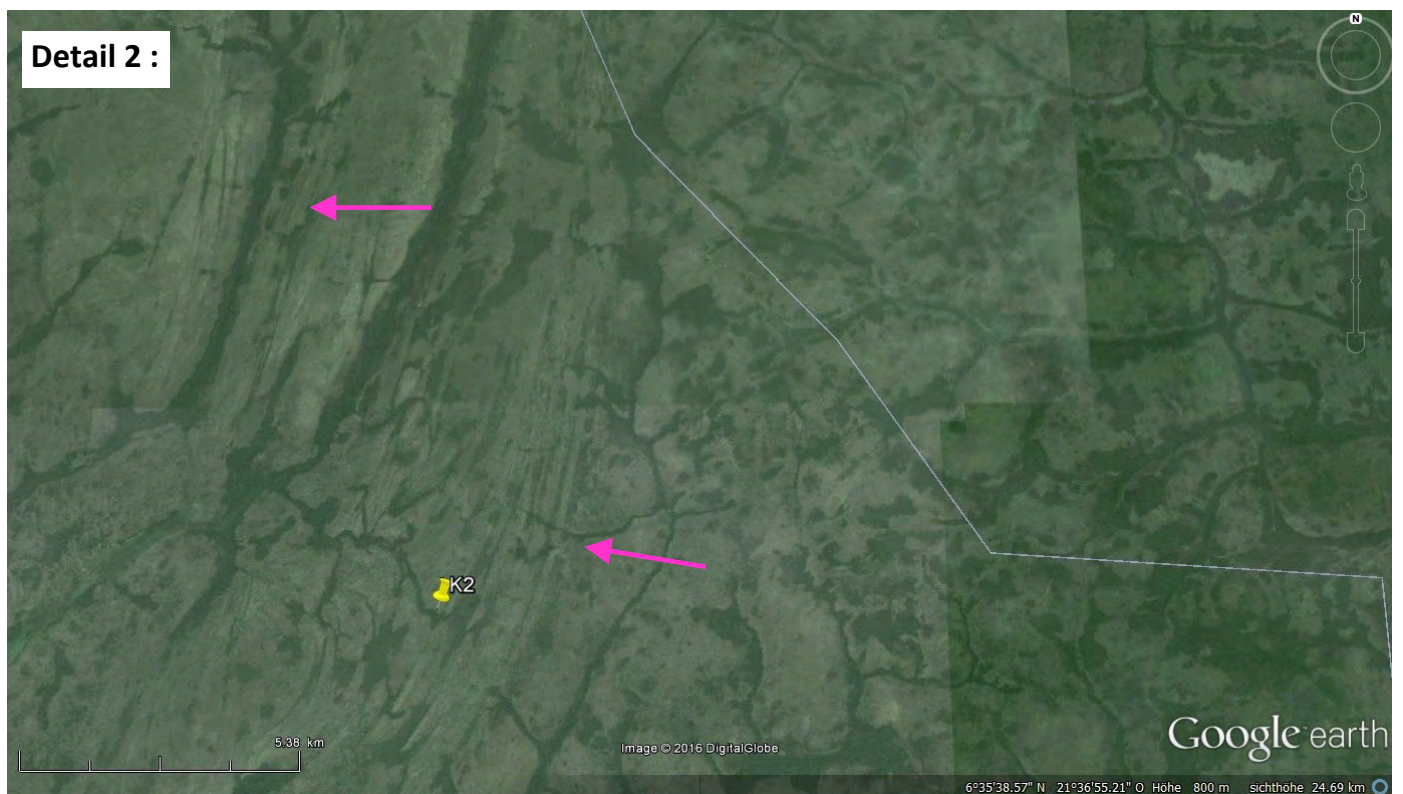 Detail 2 :
N
K2
5.38 km
Image © 2016 DigitalGlobe
Google earth
6°35'38.57" N 21°36'55.21" O Höhe 800 m sichthöhe 24.69 km